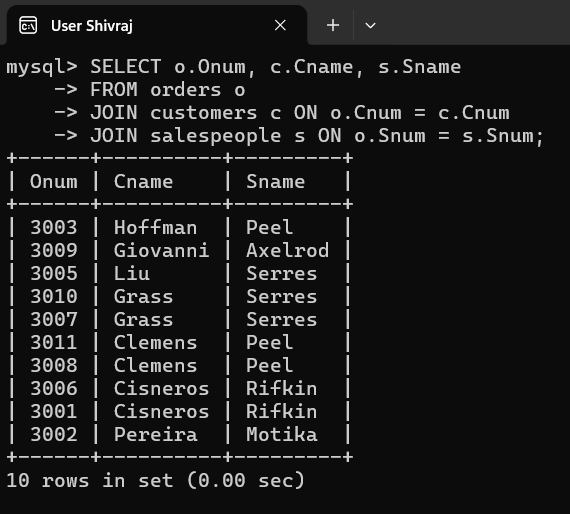 User Shivraj
mysql> SELECT o.Onum, c.Cname, s.Sname
    -> FROM orders o
    -> JOIN customers c ON o.Cnum = c.Cnum
    -> JOIN salespeople s ON o.Snum = s.Snum;
+------+----------+---------+
| Onum | Cname    | Sname   |
+------+----------+---------+
| 3003 | Hoffman  | Peel    |
| 3009 | Giovanni | Axelrod |
| 3005 | Liu      | Serres  |
| 3010 | Grass    | Serres  |
| 3007 | Grass    | Serres  |
| 3011 | Clemens  | Peel    |
| 3008 | Clemens  | Peel    |
| 3006 | Cisneros | Rifkin  |
| 3001 | Cisneros | Rifkin  |
| 3002 | Pereira  | Motika  |
+------+----------+---------+
10 rows in set (0.00 sec)